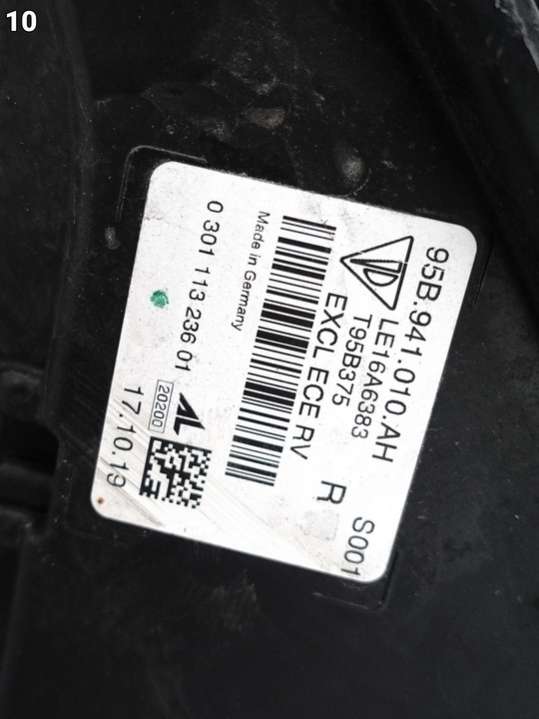 10
95B.941.010.AH
LE16A6383
T95B375
EXCL ECE RV
R
S001
Made in Germany
0 301 113 236 01
20200
17.10.19